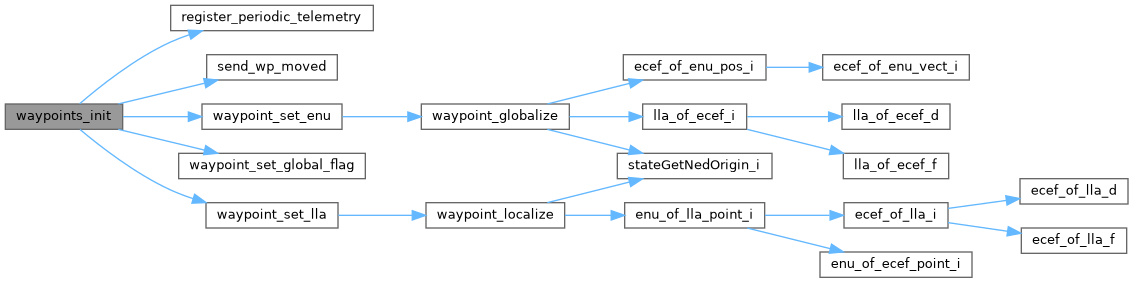 register_periodic_telemetry
send_wp_moved
ecef_of_enu_pos_i
ecef_of_enu_vect_i
waypoints_init
waypoint_set_enu
waypoint_globalize
lla_of_ecef_i
lla_of_ecef_d
waypoint_set_global_flag
stateGetNedOrigin_i
lla_of_ecef_f
waypoint_set_lla
waypoint_localize
enu_of_lla_point_i
ecef_of_lla_i
ecef_of_lla_d
ecef_of_lla_f
enu_of_ecef_point_i